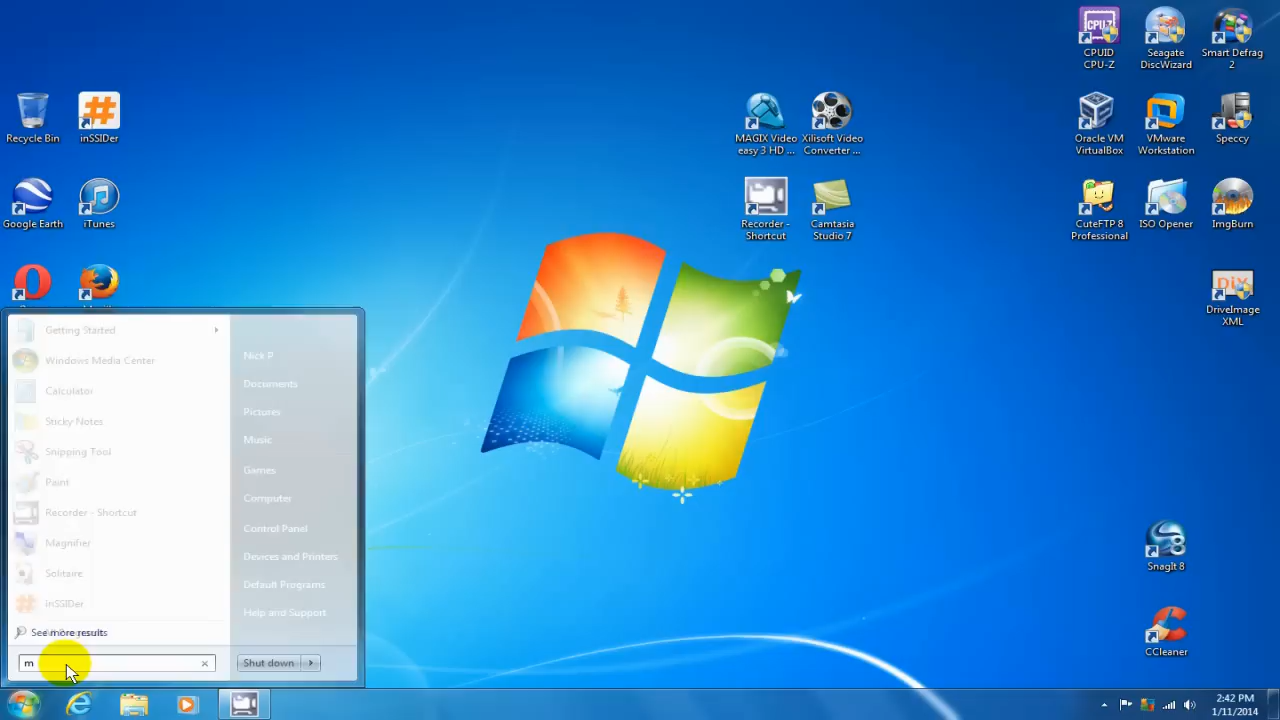 CPU-Z
CPUID
CPU-Z
Seagate
DiscWizard
Smart Defrag
2
Recycle Bin
inSSIDer
MAGIX Video
easy 3 HD ...
Xilisoft Video
Converter ...
Oracle VM
VirtualBox
VMware
Workstation
Speccy
Google Earth
iTunes
Recorder -
Shortcut
Camtasia
Studio 7
CuteFTP 8
Professional
ISO Opener
ImgBurn
DiX
DriveImage
XML
Getting Started
Windows Media Center
Calculator
Sticky Notes
Snipping Tool
Paint
Recorder - Shortcut
Magnifier
Solitaire
inSSIDer
See more results
m
Nick P
Documents
Pictures
Music
Games
Computer
Control Panel
Devices and Printers
Default Programs
Help and Support
Shut down
SnagIt 8
CCleaner
2:42 PM
1/11/2014